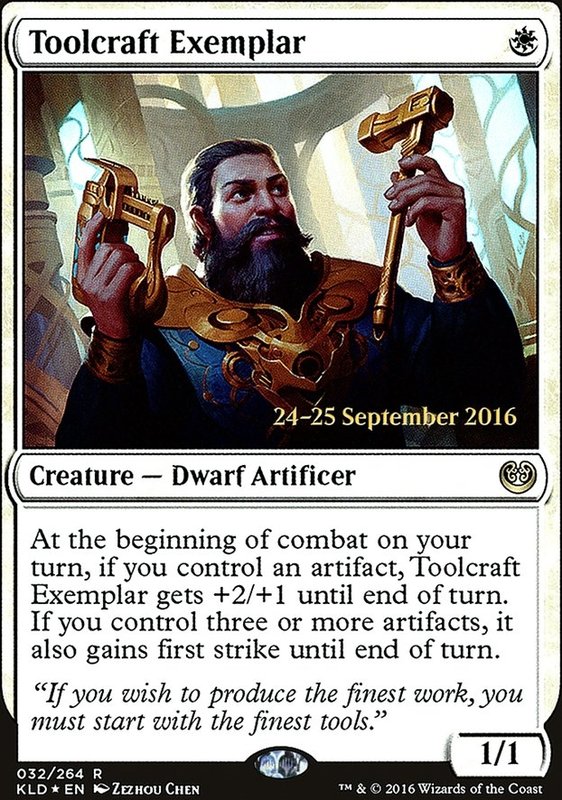 Toolcraft Exemplar
24–25 September 2016
Creature — Dwarf Artificer
At the beginning of combat on your
turn, if you control an artifact, Toolcraft
Exemplar gets +2/+1 until end of turn.
If you control three or more artifacts, it
also gains first strike until end of turn.
“If you wish to produce the finest work, you
must start with the finest tools.”
1/1
032/264 R
KLD ★ EN Zezhou Chen
™ & © 2016 Wizards of the Coast